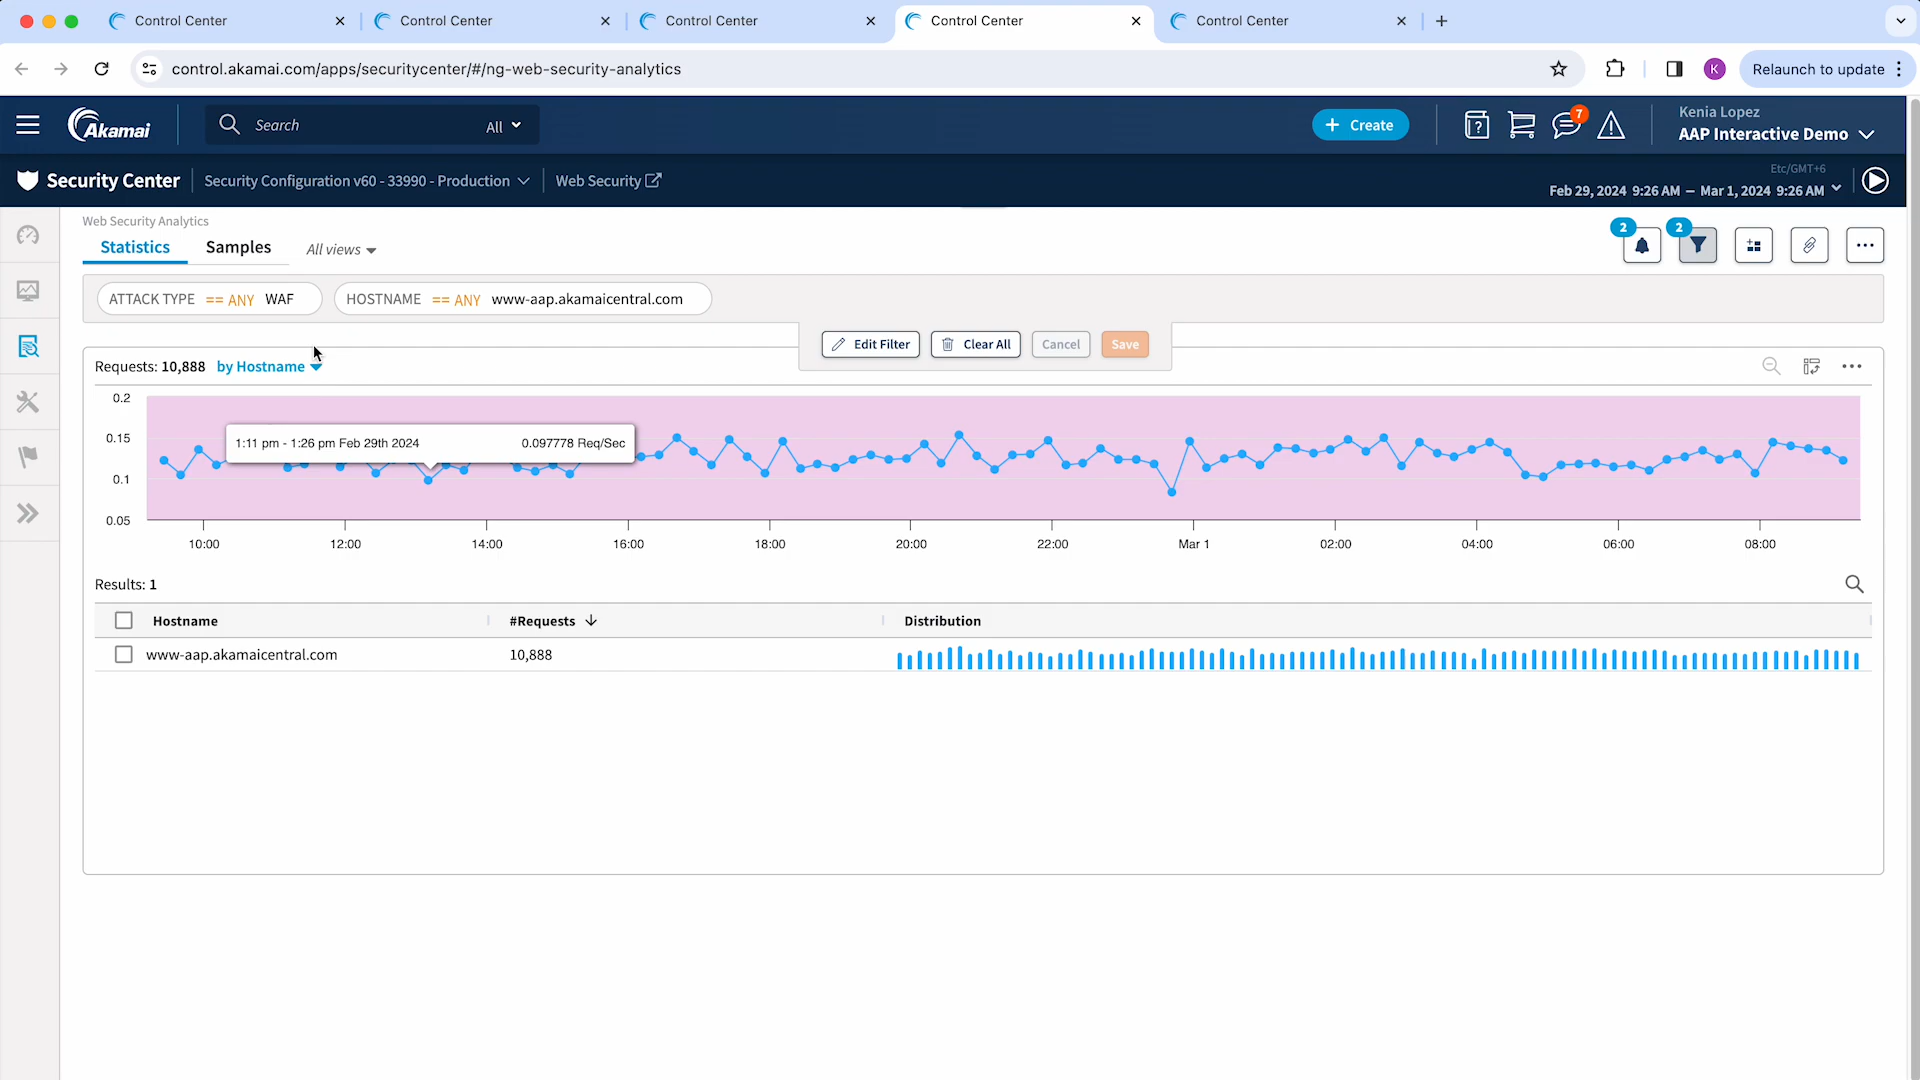 Control Center
Control Center
Control Center
Control Center
Control Center
control.akamai.com/apps/securitycenter/#/ng-web-security-analytics
K
Relaunch to update
Akamai
Search
All
+ Create
7
Kenia Lopez
AAP Interactive Demo
Security Center
Security Configuration v60 - 33990 - Production
Web Security
Etc/GMT+6
Feb 29, 2024 9:26 AM — Mar 1, 2024 9:26 AM
Web Security Analytics
Statistics
Samples
All views
2
2
ATTACK TYPE == ANY WAF
HOSTNAME == ANY www-aap.akamaicentral.com
Edit Filter
Clear All
Cancel
Save
Requests: 10,888 by Hostname
0.2
0.15
0.1
0.05
1:11 pm - 1:26 pm Feb 29th 2024 0.097778 Req/Sec
10:00 12:00 14:00 16:00 18:00 20:00 22:00 Mar 1 02:00 04:00 06:00 08:00
Results: 1
Hostname #Requests Distribution
www-aap.akamaicentral.com 10,888